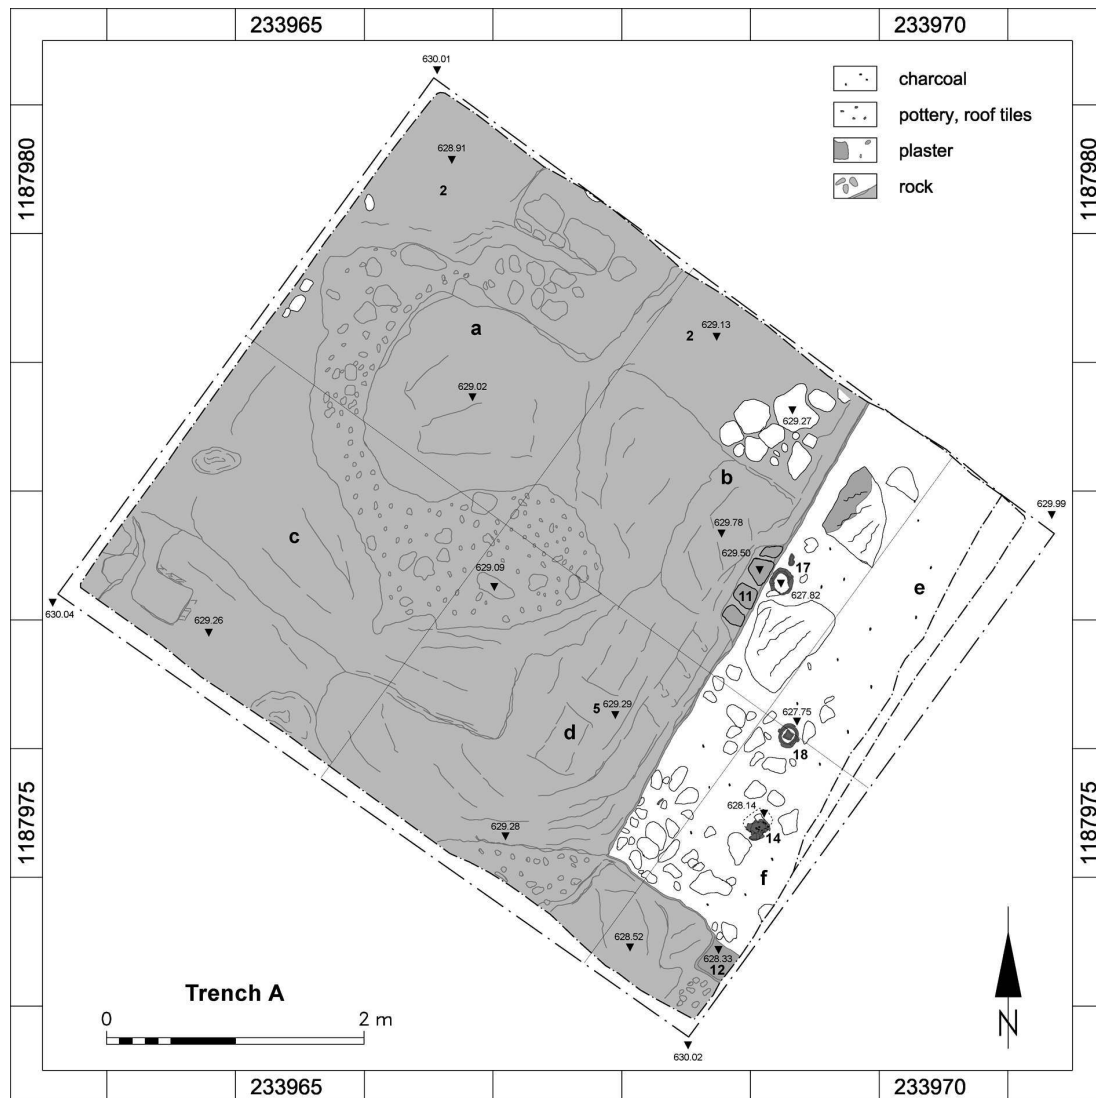 233965
233970
630.01
charcoal
pottery, roof tiles
plaster
rock
1187980
1187980
628.91
2
a
2
629.13
629.02
629.27
b
629.78
629.50
629.99
c
17
627.82
e
629.09
11
630.04
629.26
5
629.29
d
627.75
18
628.14
14
629.28
f
1187975
1187975
628.52
628.33
12
Trench A
0
2 m
N
630.02
233965
233970